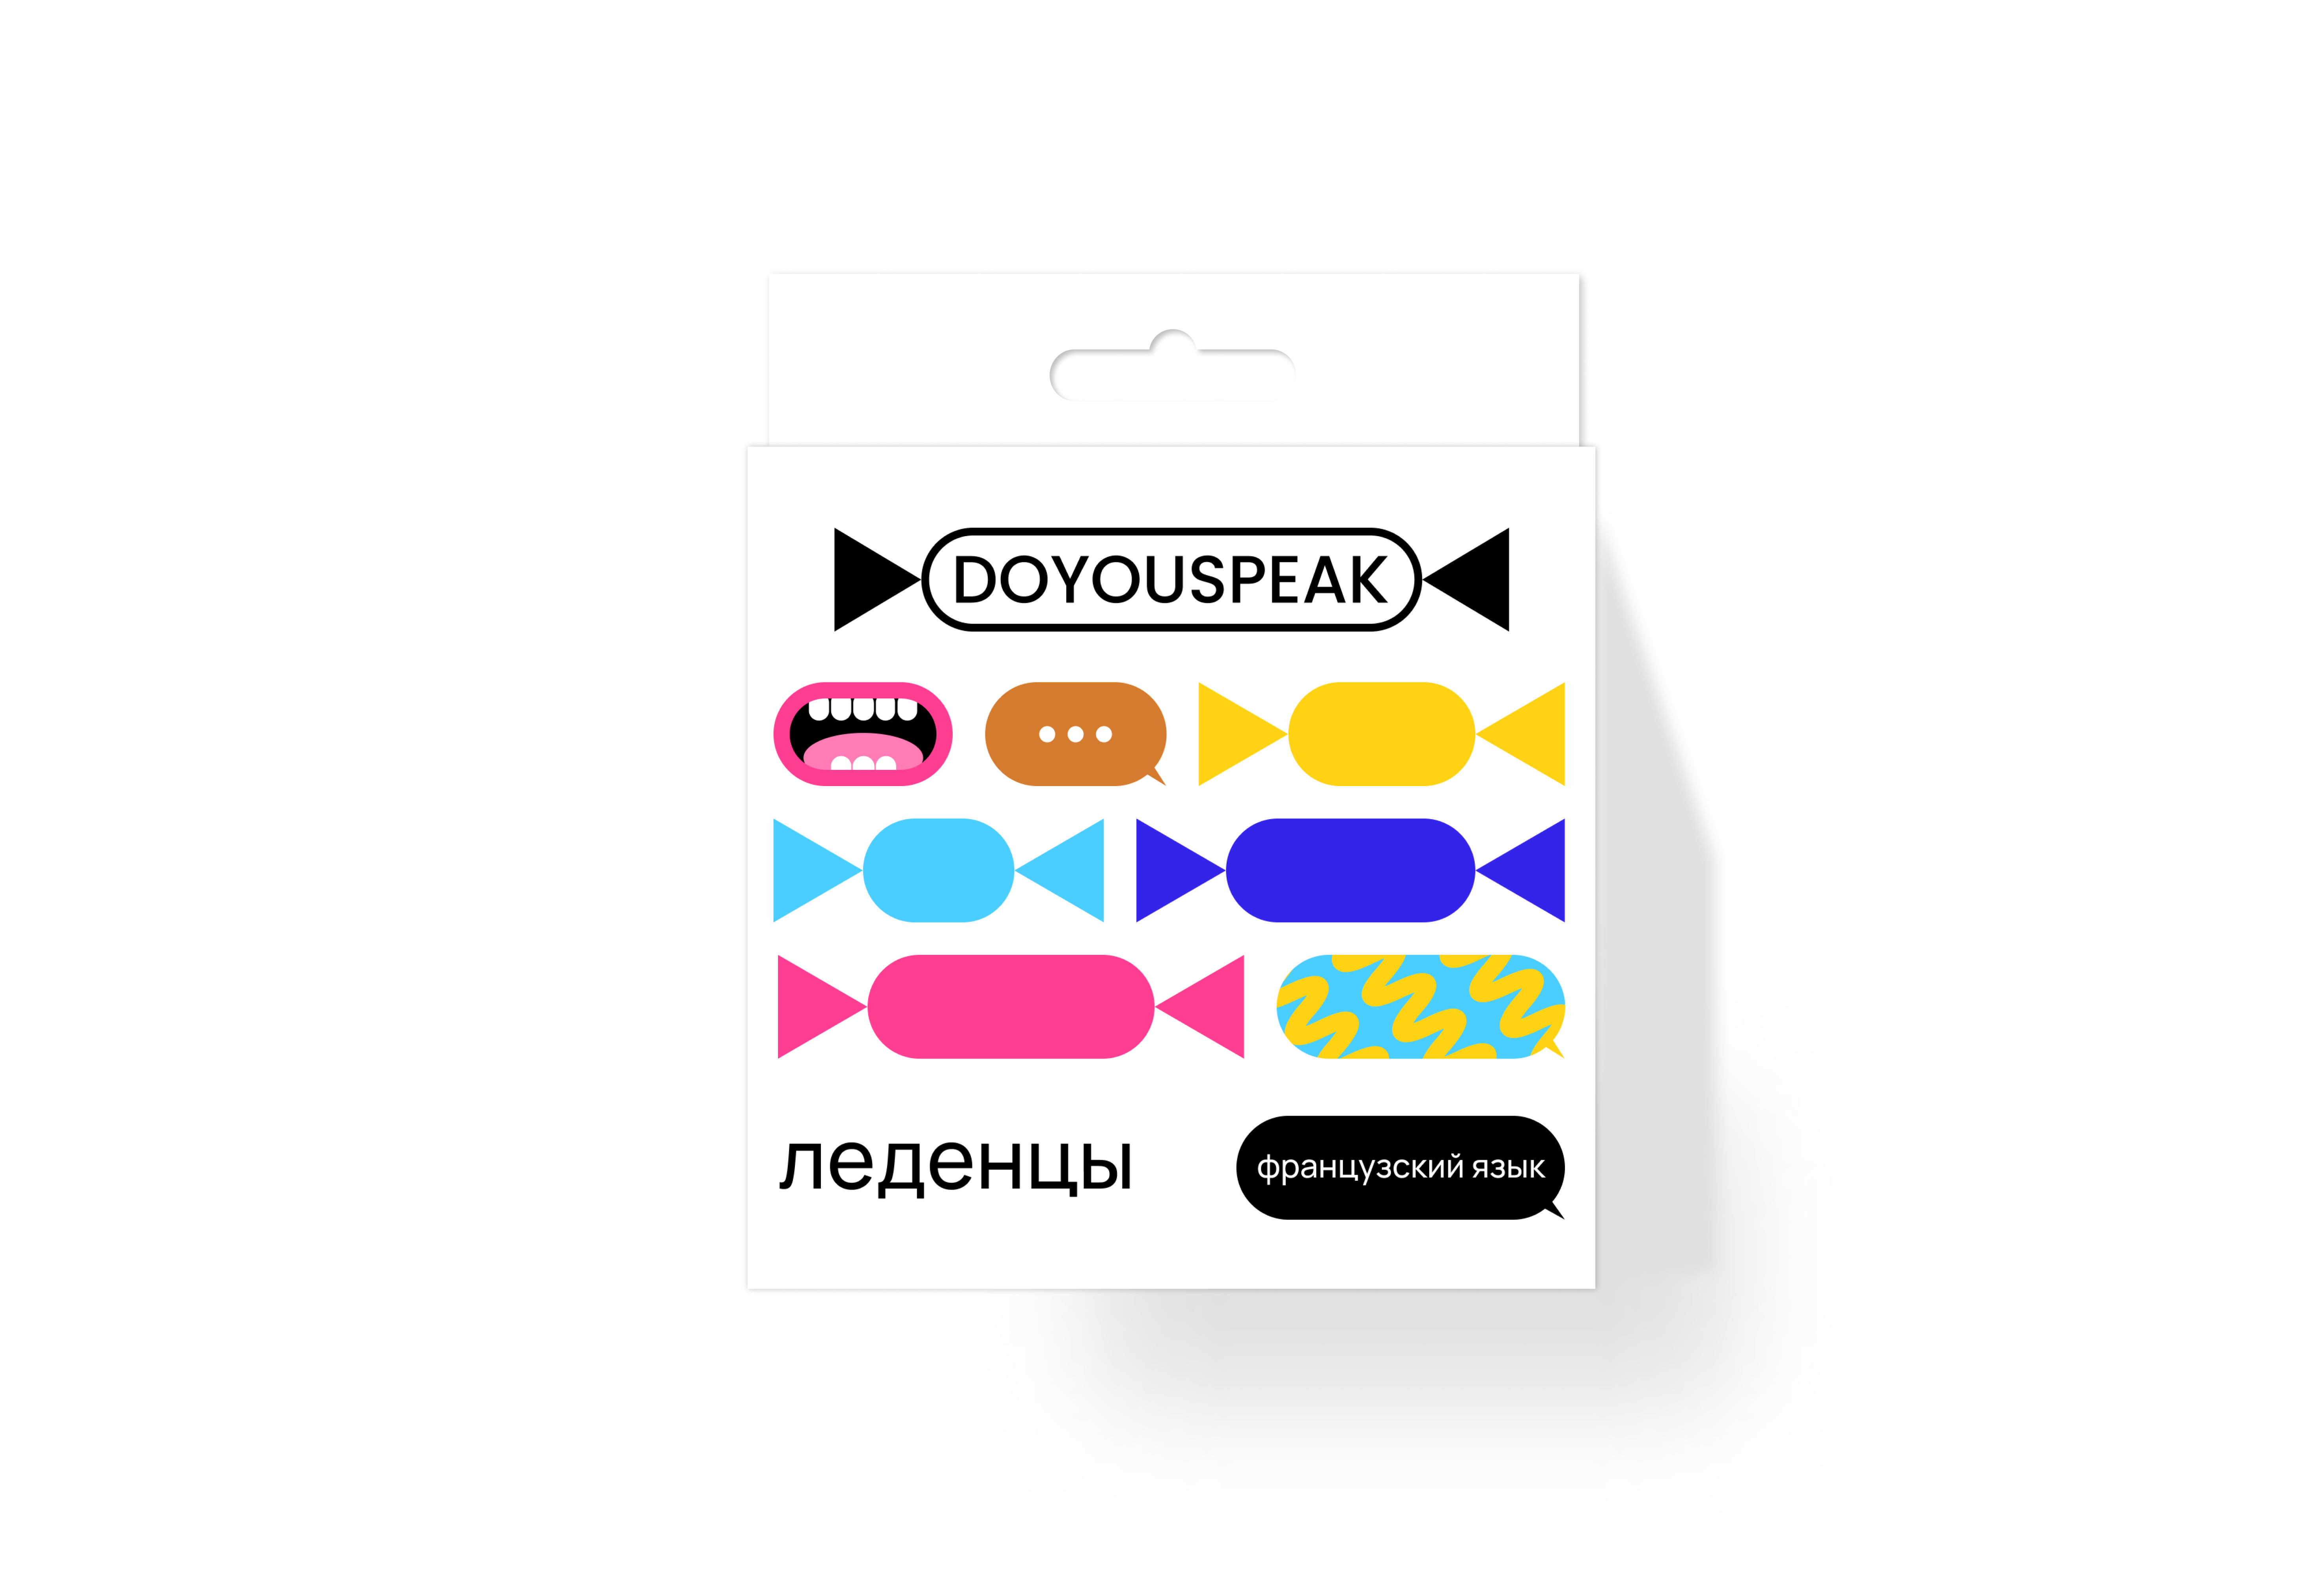 DOYOUSPEAK
леденцы
французский язык